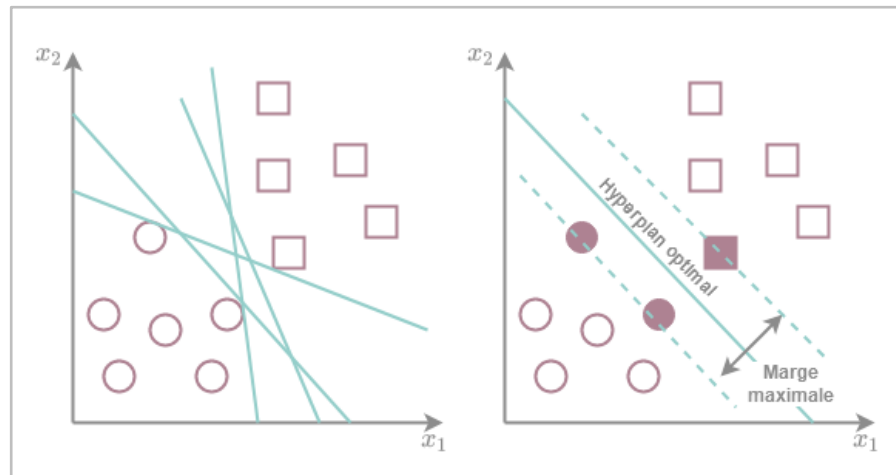 x₂
x₁
x₂
Hyperplan optimal
Marge
maximale
x₁